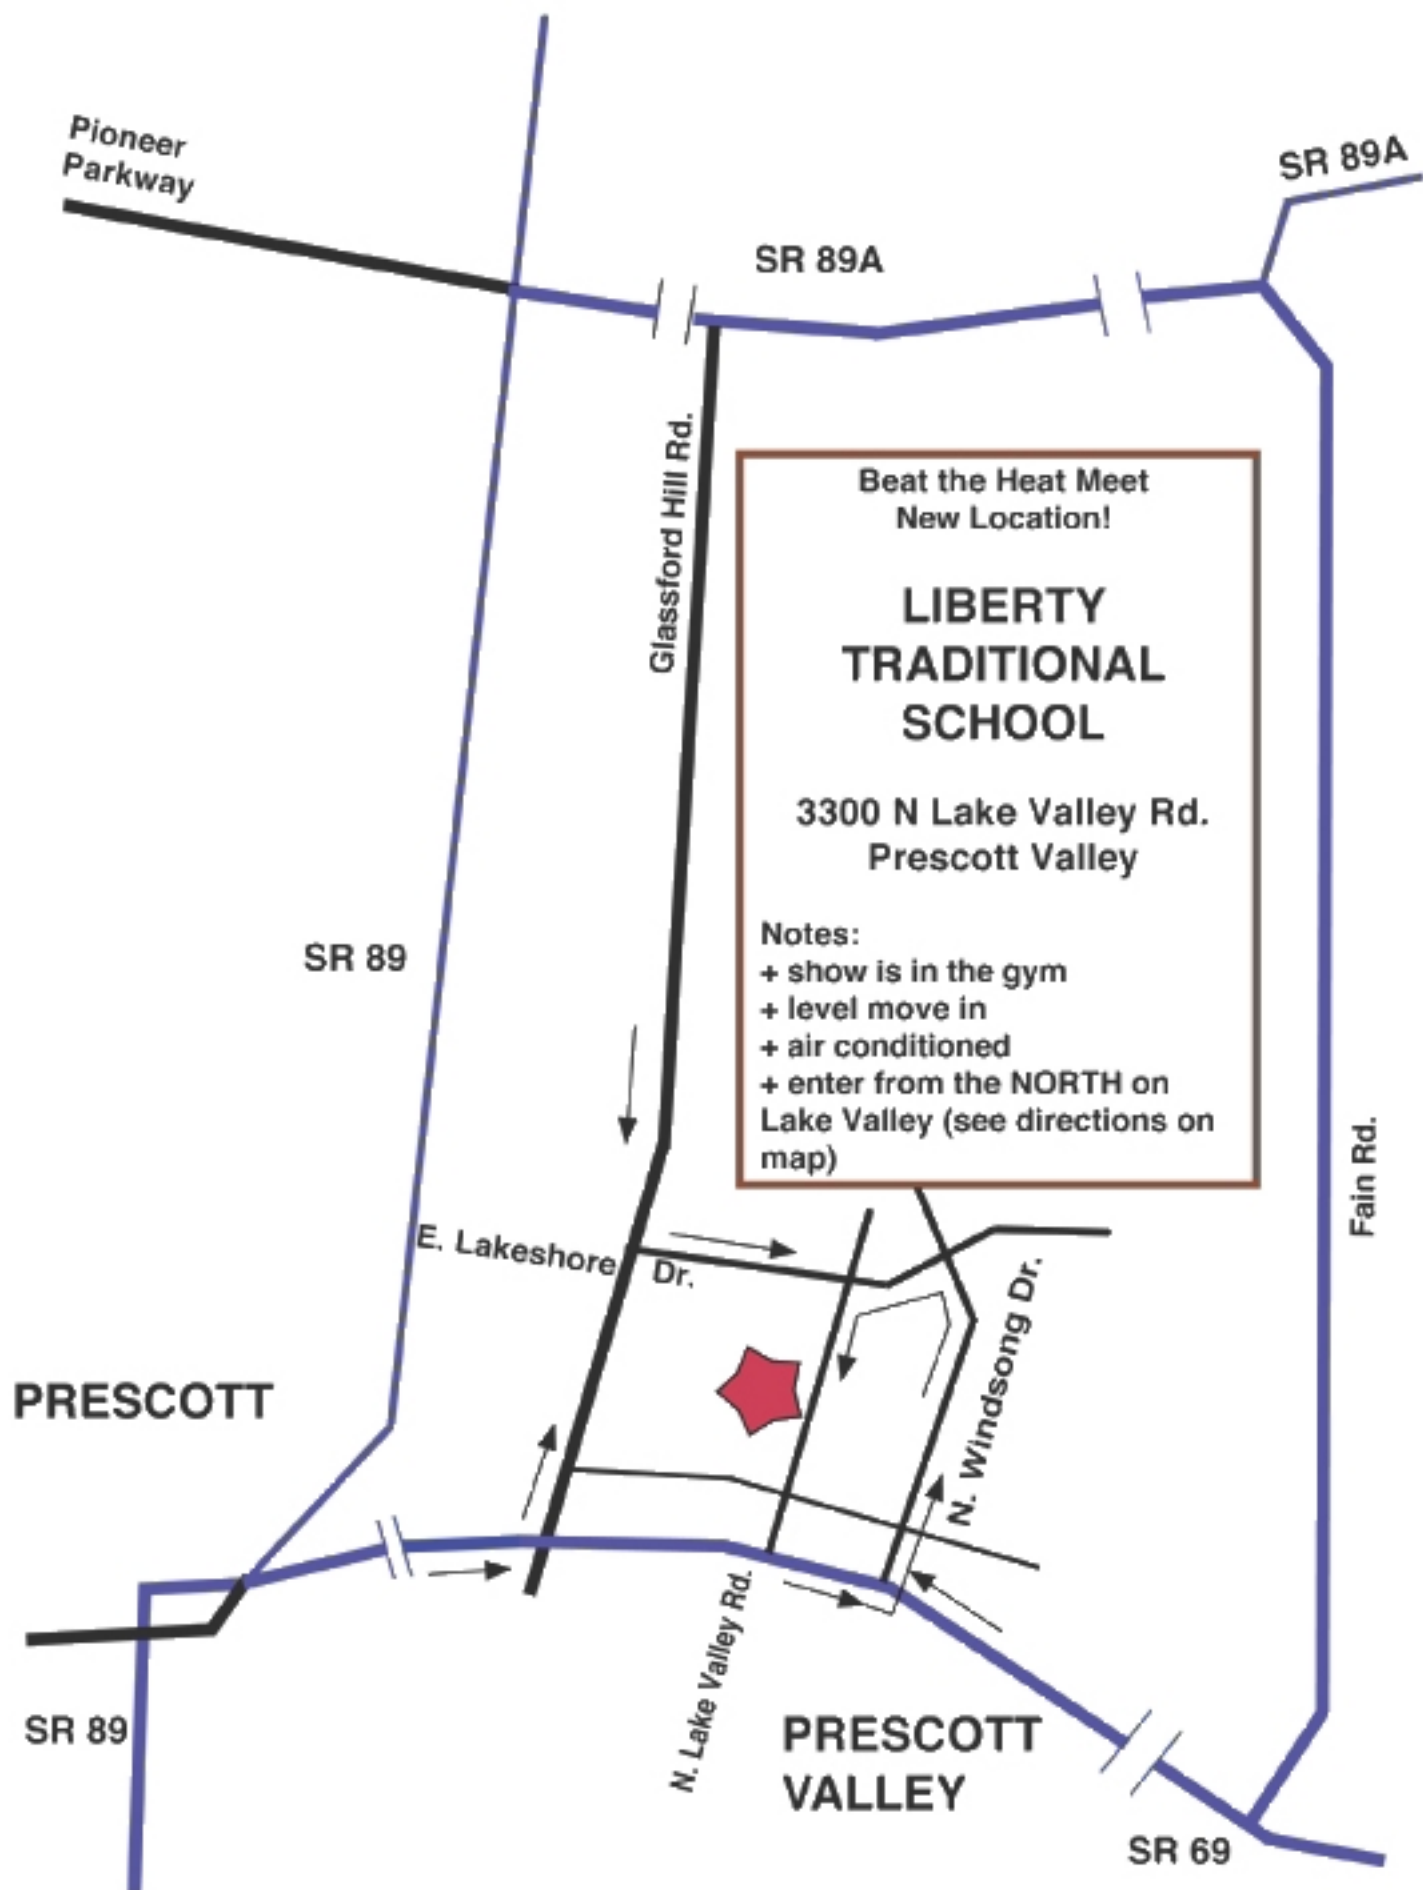 Pioneer
Parkway
SR 89A
SR 89A
Glassford Hill Rd.
Beat the Heat Meet
New Location!
LIBERTY
TRADITIONAL
SCHOOL
3300 N Lake Valley Rd.
Prescott Valley
Notes:
+ show is in the gym
+ level move in
+ air conditioned
+ enter from the NORTH on
Lake Valley (see directions on
map)
SR 89
Fain Rd.
E. Lakeshore Dr.
N. Windsong Dr.
PRESCOTT
N. Lake Valley Rd.
SR 89
PRESCOTT
VALLEY
SR 69